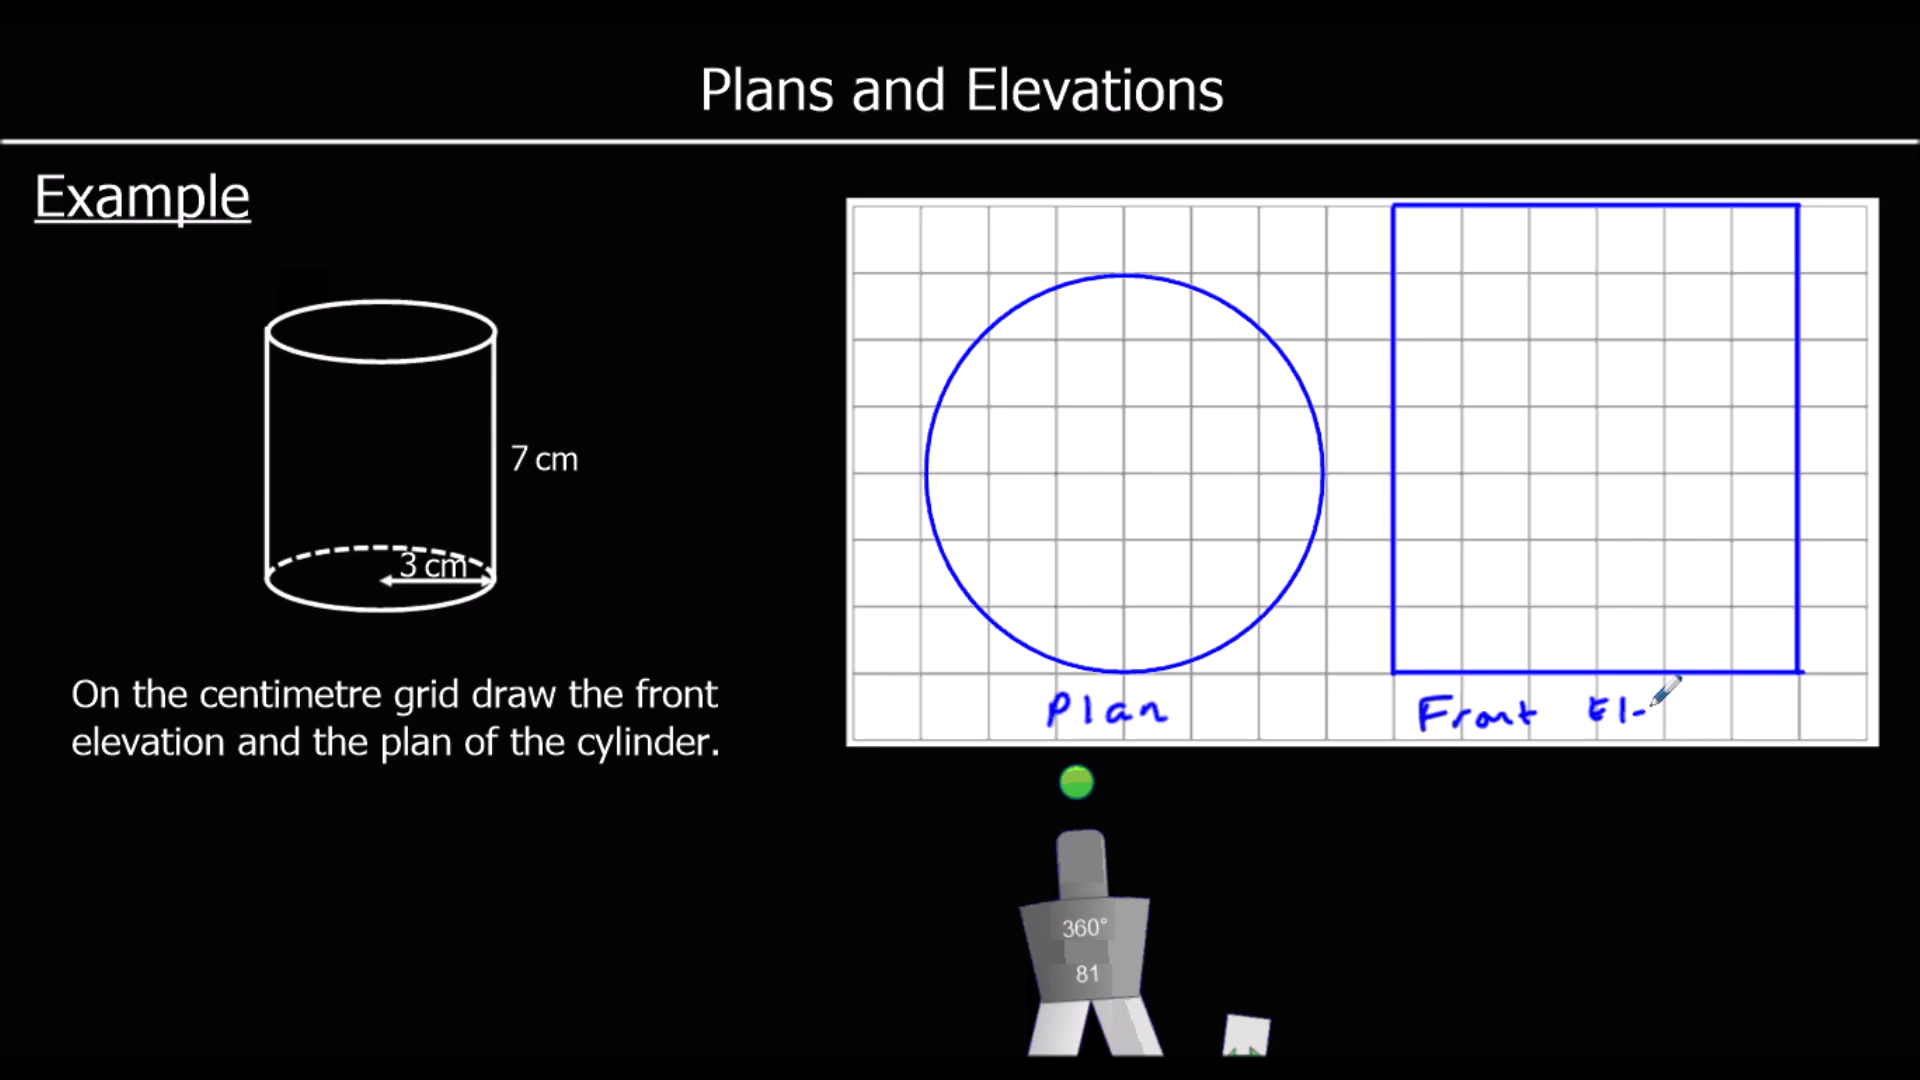 Plans and Elevations
Example
7 cm
3 cm
On the centimetre grid draw the front
elevation and the plan of the cylinder.
Plan
Front El-
360°
81